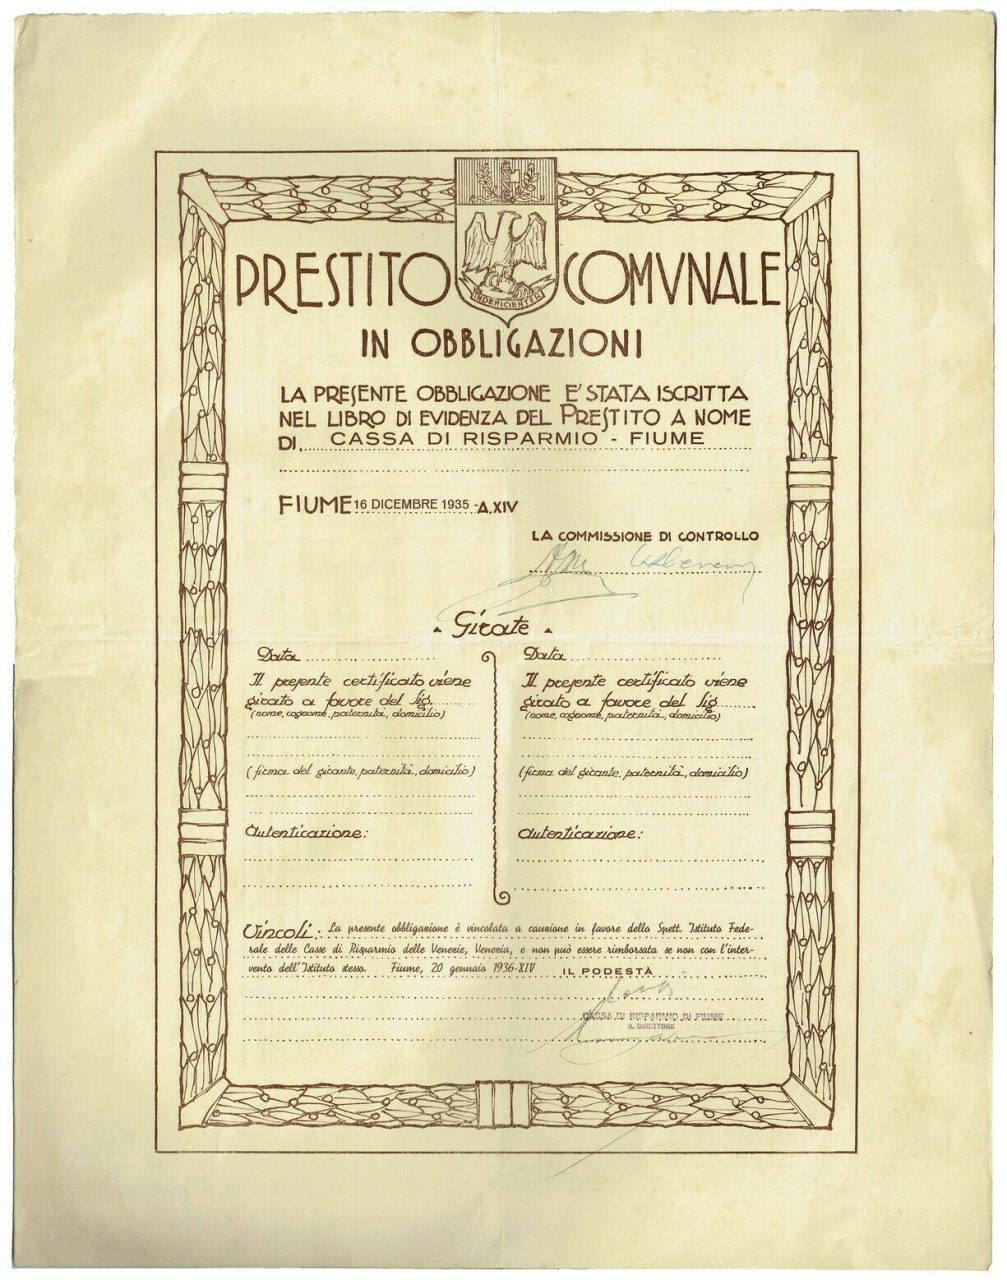 INDEFICIENTER
PRESTITO COMVNALE
IN OBBLIGAZIONI
LA PRESENTE OBBLIGAZIONE E' STATA ISCRITTA
NEL LIBRO DI EVIDENZA DEL PRESTITO A NOME
DI CASSA DI RISPARMIO - FIUME
FIUME 16 DICEMBRE 1935 - A. XIV
LA COMMISSIONE DI CONTROLLO
Girate
Data
Il presente certificato viene
girato a favore del Sig.
(nome, cognome, paternità, domicilio)
(firma del girante, paternità, domicilio)
Autenticazione:
Data
Il presente certificato viene
girato a favore del Sig.
(nome, cognome, paternità, domicilio)
(firma del girante, paternità, domicilio)
Autenticazione:
Vincoli: La presente obbligazione è vincolata a cauzione in favore dello Spett. Istituto Fede-
rale delle Casse di Risparmio delle Venezie, Venezia, e non può essere rimborsata se non con l'inter-
vento dell'Istituto stesso. Fiume, 20 gennaio 1936-XIV IL PODESTÀ
CASSA DI RISPARMIO DI FIUME
IL DIRETTORE